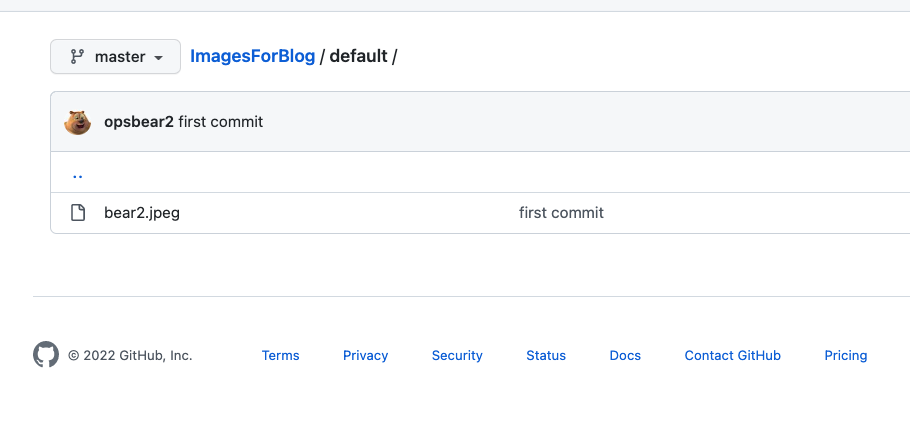 master ImagesForBlog / default /
opsbear2 first commit
..
bear2.jpeg first commit
© 2022 GitHub, Inc. Terms Privacy Security Status Docs Contact GitHub Pricing